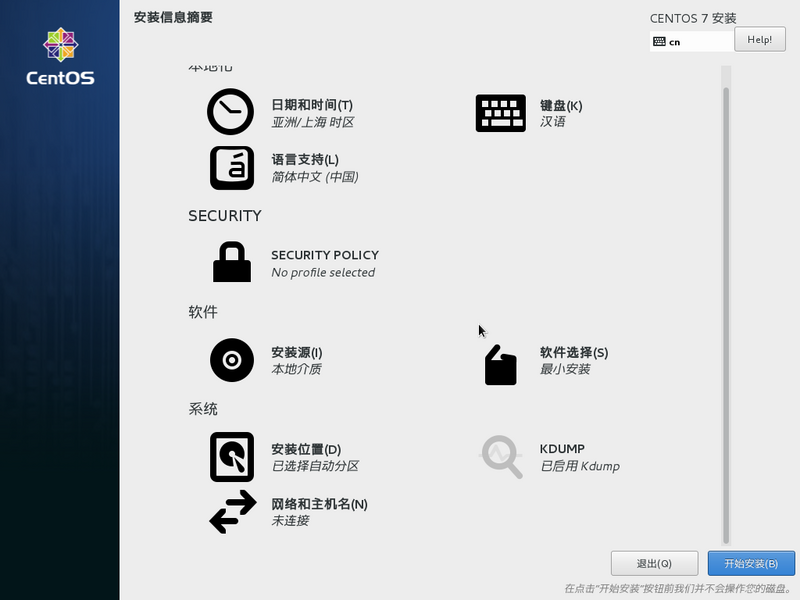 安装信息摘要
CENTOS 7 安装
cn
Help!
CentOS
本地化
日期和时间(T)
亚洲/上海 时区
键盘(K)
汉语
语言支持(L)
简体中文 (中国)
SECURITY
SECURITY POLICY
No profile selected
软件
安装源(I)
本地介质
软件选择(S)
最小安装
系统
安装位置(D)
已选择自动分区
KDUMP
已启用 Kdump
网络和主机名(N)
未连接
退出(Q)
开始安装(B)
在点击“开始安装”按钮前我们并不会操作您的磁盘。